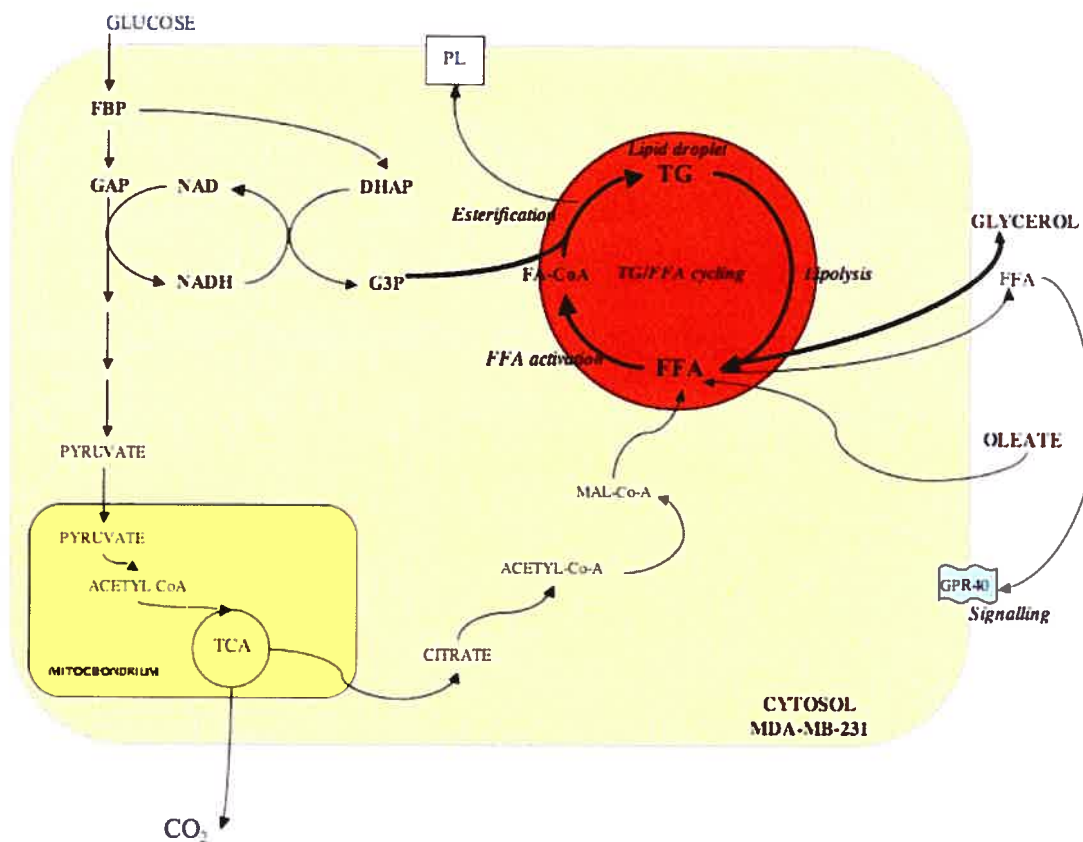 GLUCOSE
PL
FBP
Lipid droplet
TG
GAP
NAD
DHAP
Esterification
GLYCEROL
NADH
G3P
FA-CoA
TG/FFA cycling
Lipolysis
FFA
FFA activation
FFA
PYRUVATE
OLEATE
MAL-Co-A
PYRUVATE
ACETYL-Co-A
ACETYL CoA
GPR40
Signalling
TCA
CITRATE
MITOCBONDRIUM
CYTOSOL
MDA-MB-231
CO₂